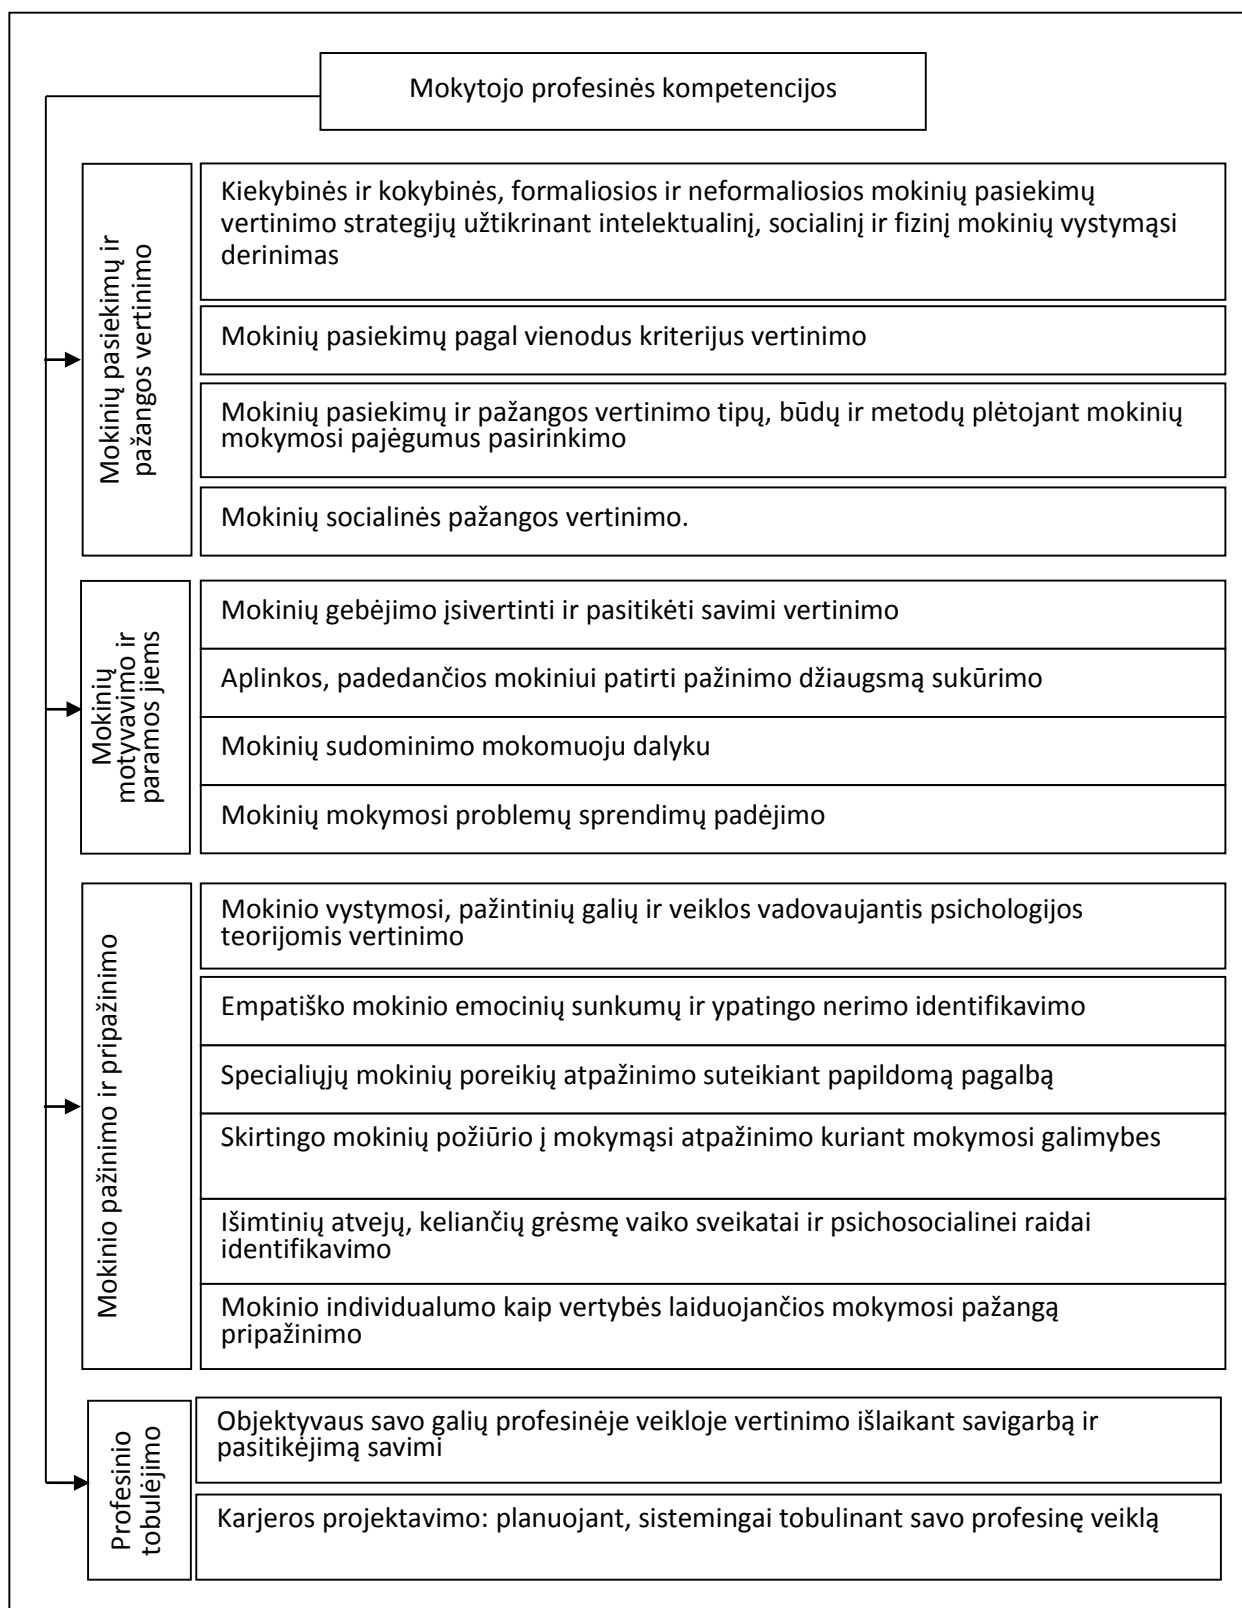 Mokytojo profesinės kompetencijos
Mokinių pasiekimų ir
pažangos vertinimo
Kiekybinės ir kokybinės, formaliosios ir neformaliosios mokinių pasiekimų
vertinimo strategijų užtikrinant intelektualinį, socialinį ir fizinį mokinių vystymąsi
derinimas
Mokinių pasiekimų pagal vienodus kriterijus vertinimo
Mokinių pasiekimų ir pažangos vertinimo tipų, būdų ir metodų plėtojant mokinių
mokymosi pajėgumus pasirinkimo
Mokinių socialinės pažangos vertinimo.
Mokinių
motyvavimo ir
paramos jiems
Mokinių gebėjimo įsivertinti ir pasitikėti savimi vertinimo
Aplinkos, padedančios mokiniui patirti pažinimo džiaugsmą sukūrimo
Mokinių sudominimo mokomuoju dalyku
Mokinių mokymosi problemų sprendimų padėjimo
Mokinio pažinimo ir pripažinimo
Mokinio vystymosi, pažintinių galių ir veiklos vadovaujantis psichologijos
teorijomis vertinimo
Empatiško mokinio emocinių sunkumų ir ypatingo nerimo identifikavimo
Specialiųjų mokinių poreikių atpažinimo suteikiant papildomą pagalbą
Skirtingo mokinių požiūrio į mokymąsi atpažinimo kuriant mokymosi galimybes
Išimtinių atvejų, keliančių grėsmę vaiko sveikatai ir psichosocialinei raidai
identifikavimo
Mokinio individualumo kaip vertybės laiduojančios mokymosi pažangą
pripažinimo
Profesinio
tobulėjimo
Objektyvaus savo galių profesinėje veikloje vertinimo išlaikant savigarbą ir
pasitikėjimą savimi
Karjeros projektavimo: planuojant, sistemingai tobulinant savo profesinę veiklą